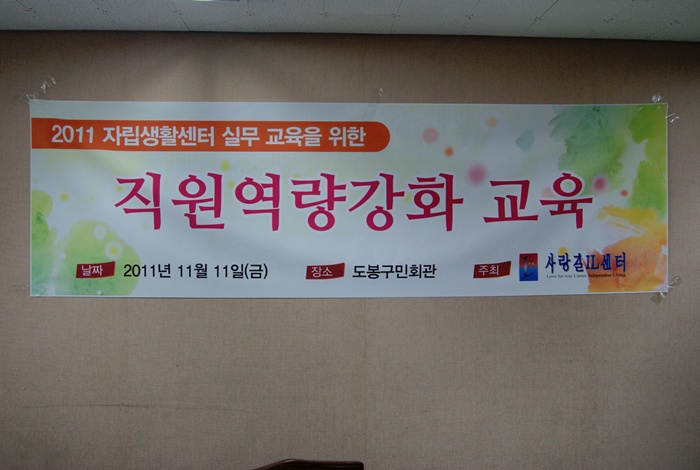 2011 자립생활센터 실무 교육을 위한
직원역량강화 교육
날짜 2011년 11월 11일(금) 장소 도봉구민회관 주최 사랑길IL센터